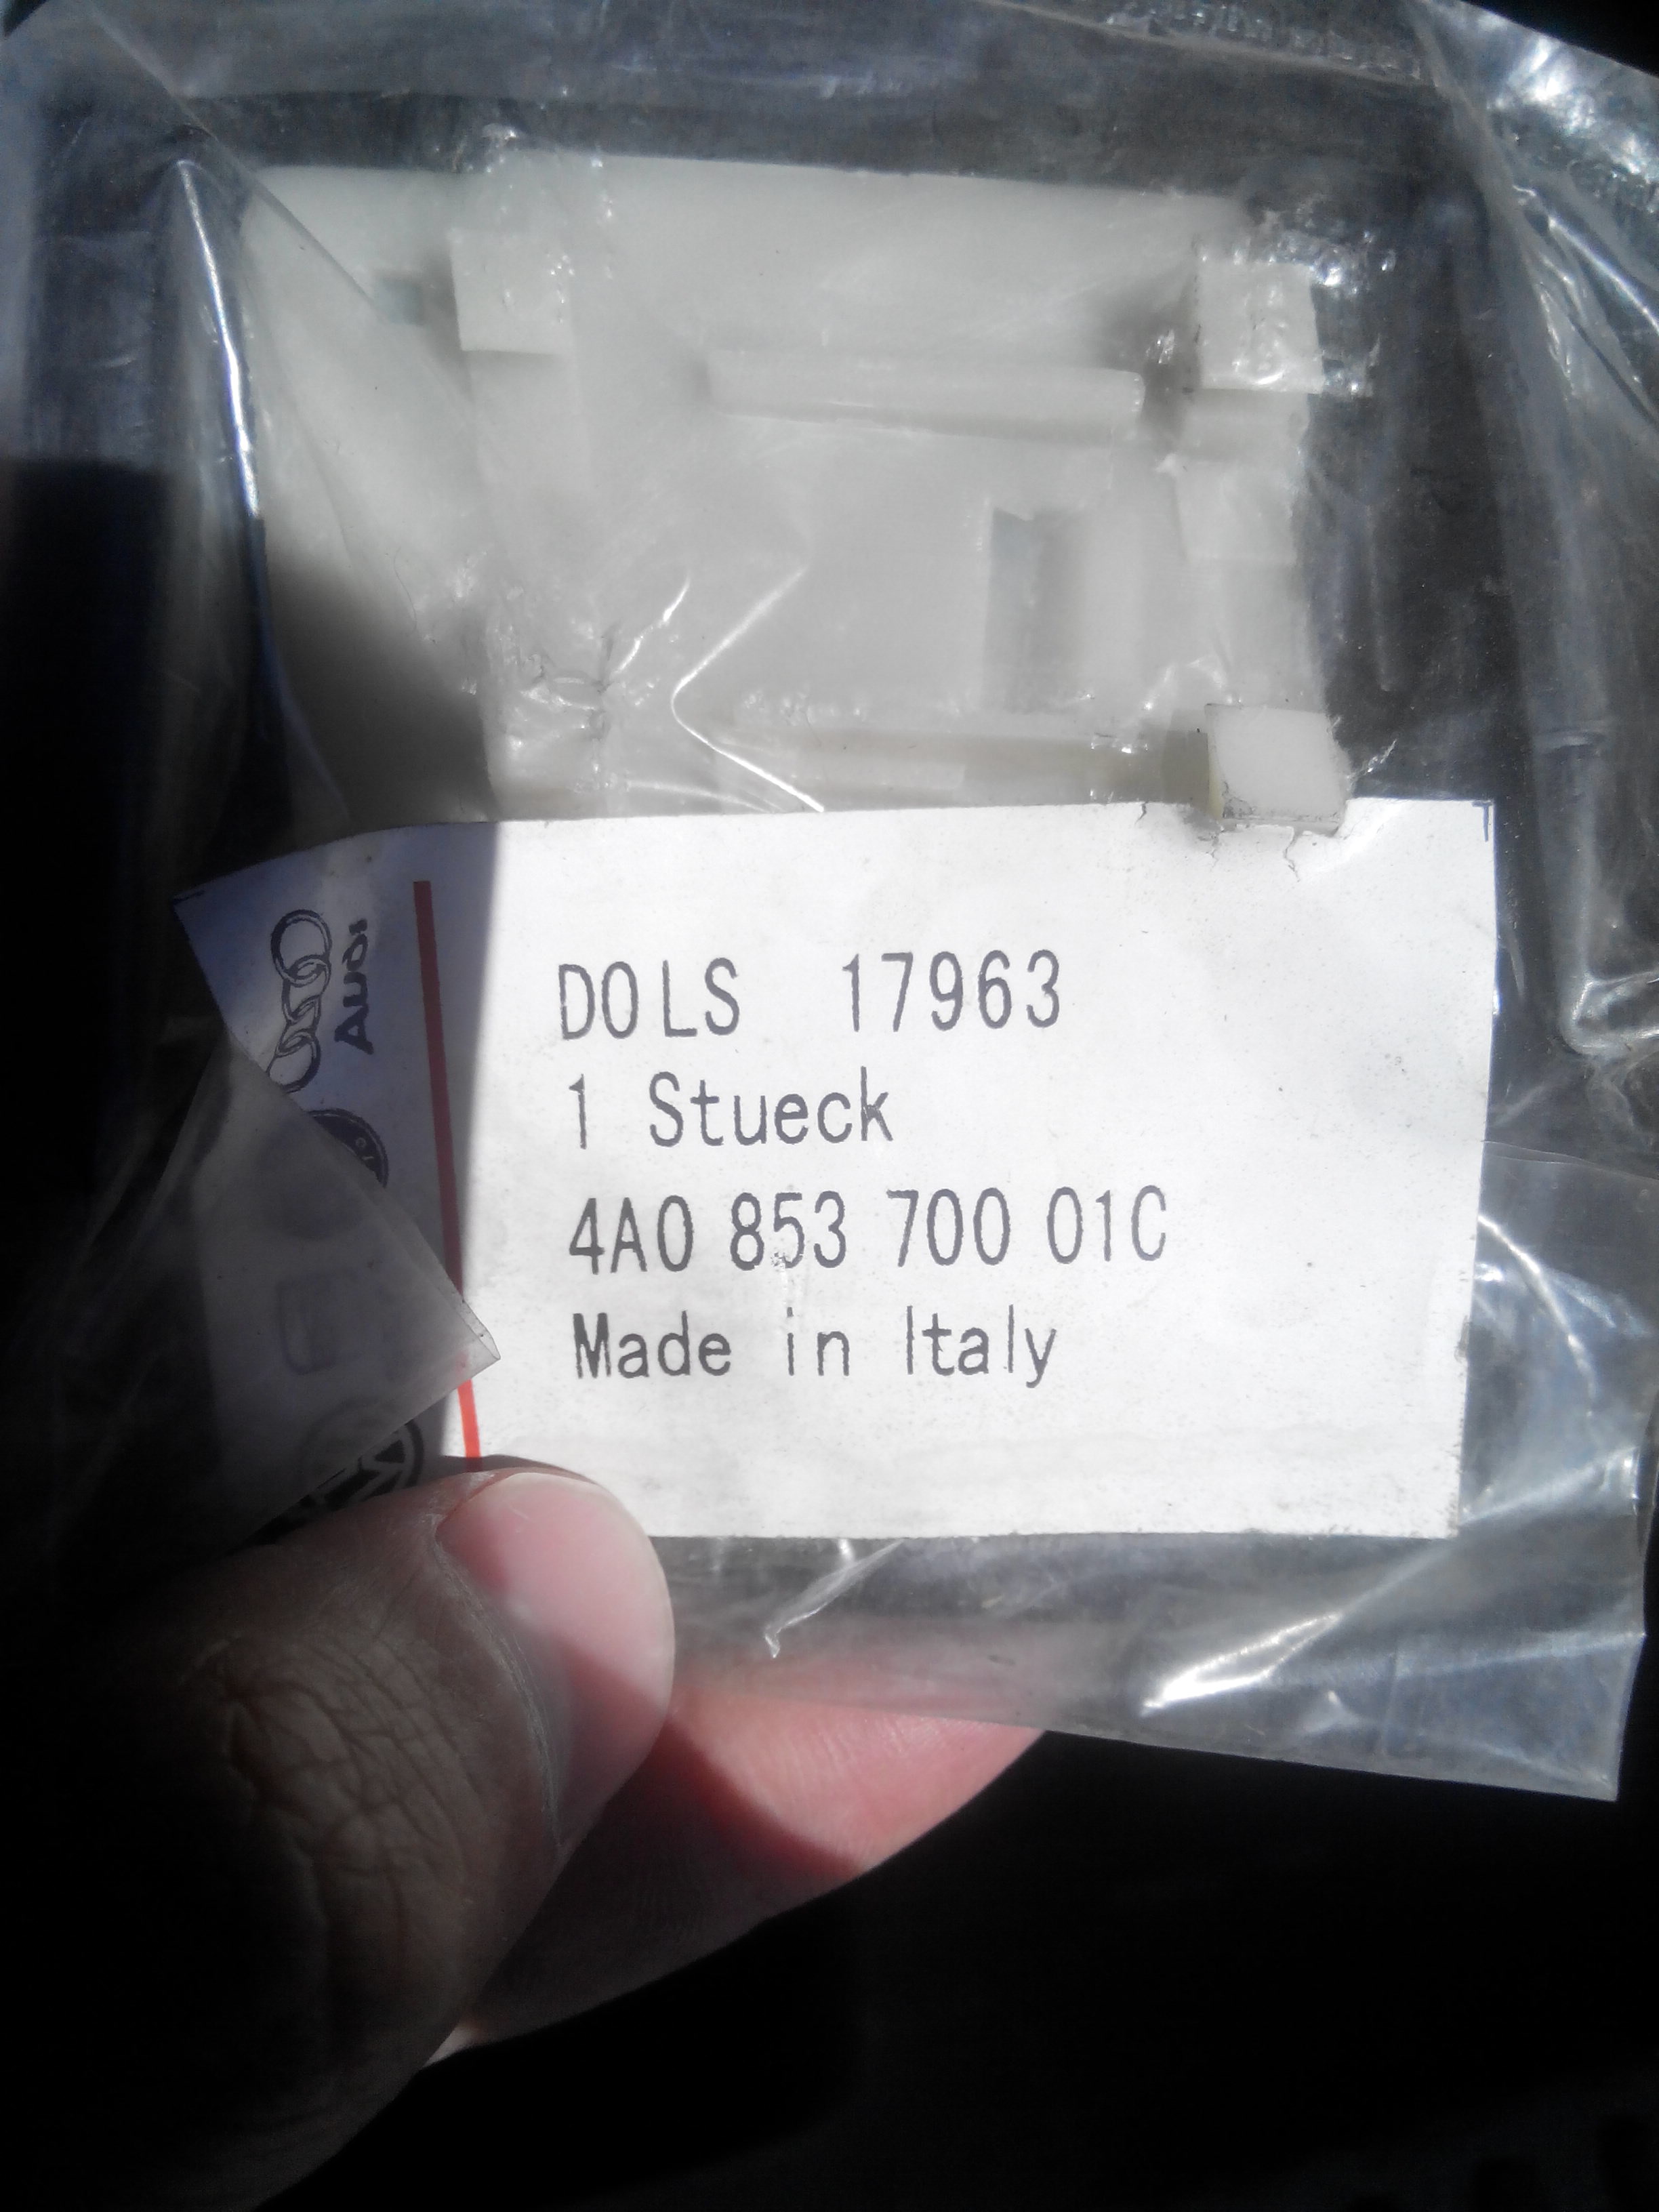 AUDI
DOLS 17963
1 Stueck
4A0 853 700 01C
Made in Italy